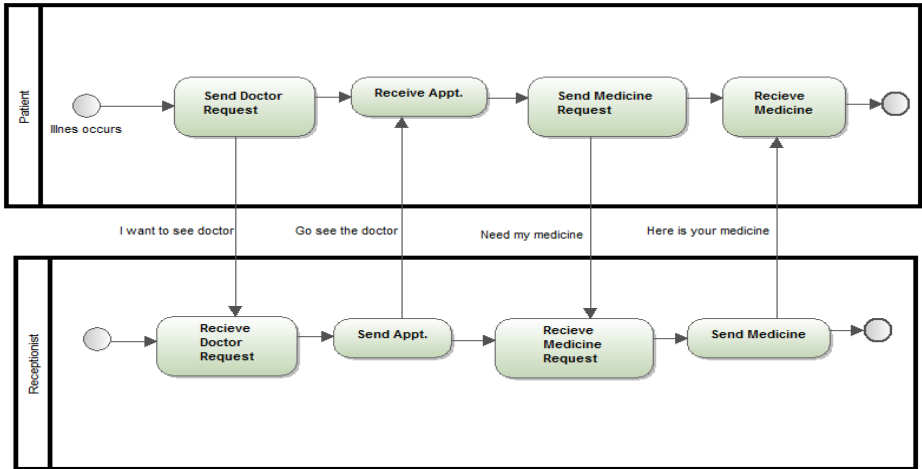 Patient
Illnes occurs
Send Doctor
Request
Receive Appt.
Send Medicine
Request
Recieve
Medicine
I want to see doctor
Go see the doctor
Need my medicine
Here is your medicine
Receptionist
Recieve
Doctor
Request
Send Appt.
Recieve
Medicine
Request
Send Medicine